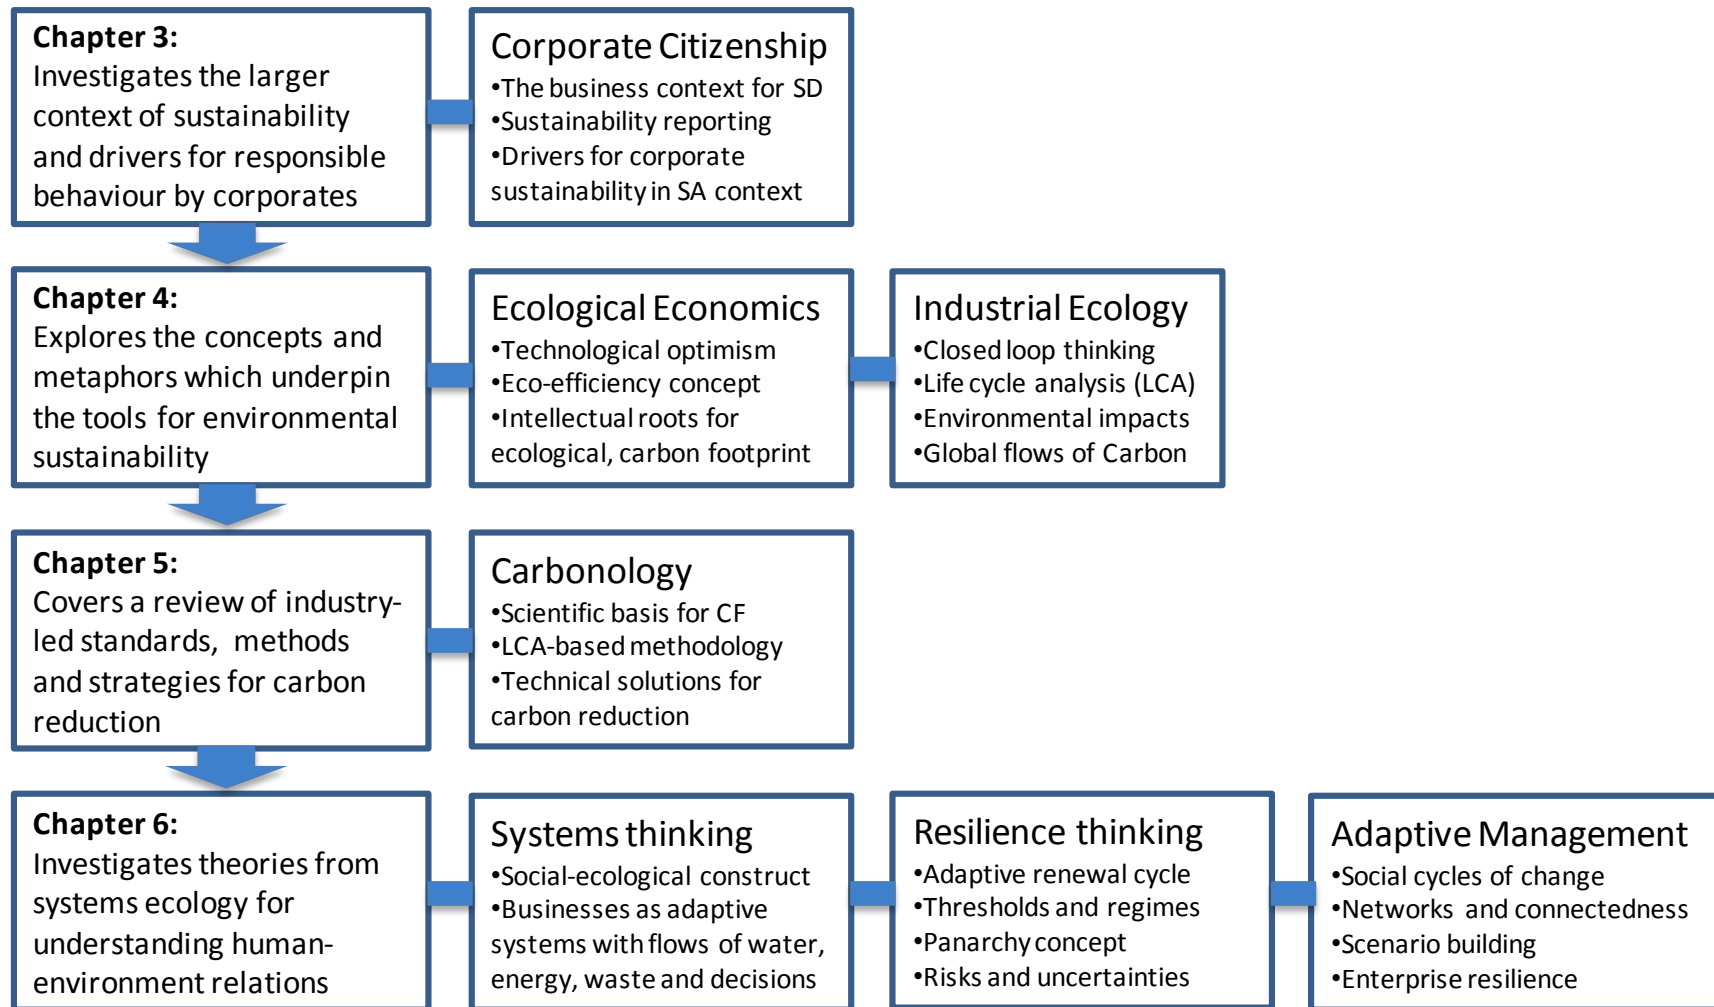 Chapter 3:
Investigates the larger
context of sustainability
and drivers for responsible
behaviour by corporates
Corporate Citizenship
•The business context for SD
•Sustainability reporting
•Drivers for corporate
sustainability in SA context
Chapter 4:
Explores the concepts and
metaphors which underpin
the tools for environmental
sustainability
Ecological Economics
•Technological optimism
•Eco-efficiency concept
•Intellectual roots for
ecological, carbon footprint
Industrial Ecology
•Closed loop thinking
•Life cycle analysis (LCA)
•Environmental impacts
•Global flows of Carbon
Chapter 5:
Covers a review of industry-
led standards, methods
and strategies for carbon
reduction
Carbonology
•Scientific basis for CF
•LCA-based methodology
•Technical solutions for
carbon reduction
Chapter 6:
Investigates theories from
systems ecology for
understanding human-
environment relations
Systems thinking
•Social-ecological construct
•Businesses as adaptive
systems with flows of water,
energy, waste and decisions
Resilience thinking
•Adaptive renewal cycle
•Thresholds and regimes
•Panarchy concept
•Risks and uncertainties
Adaptive Management
•Social cycles of change
•Networks and connectedness
•Scenario building
•Enterprise resilience